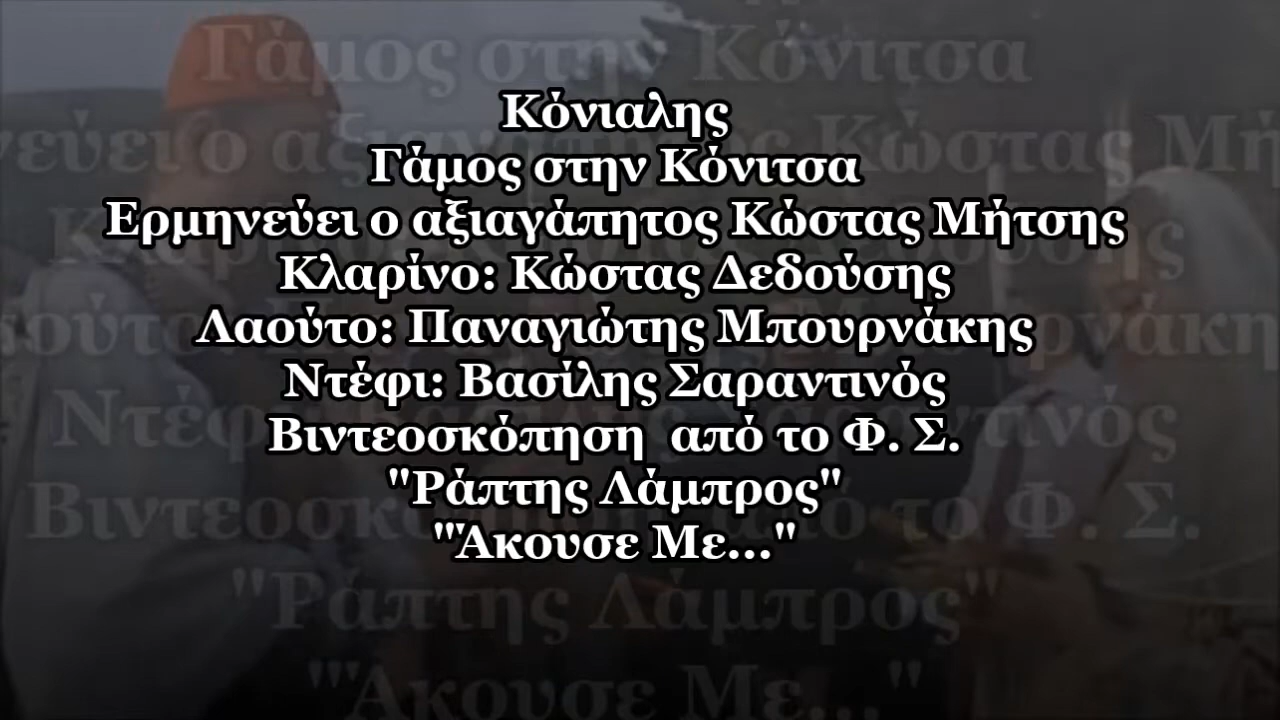 Κόνιαλης
Γάμος στην Κόνιτσα
Ερμηνεύει ο αξιαγάπητος Κώστας Μήτσης
Κλαρίνο: Κώστας Δεδούσης
Λαούτο: Παναγιώτης Μπουρνάκης
Ντέφι: Βασίλης Σαραντινός
Βιντεοσκόπηση  από το Φ. Σ.
"Ράπτης Λάμπρος"
"Άκουσε Με..."